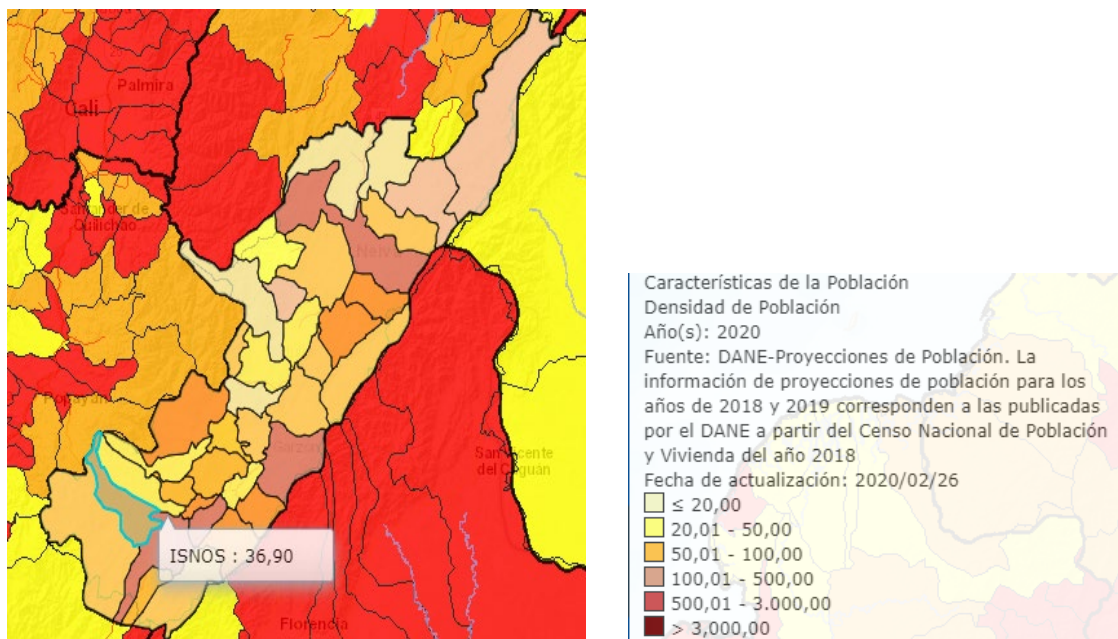 Palmira
Cali
Santander de
Quilichao
Neiva
Popayán
Garzón
San Vicente
del Caguán
ISNOS : 36,90
Florencia
Características de la Población
Densidad de Población
Año(s): 2020
Fuente: DANE-Proyecciones de Población. La
información de proyecciones de población para los
años de 2018 y 2019 corresponden a las publicadas
por el DANE a partir del Censo Nacional de Población
y Vivienda del año 2018
Fecha de actualización: 2020/02/26
≤ 20,00
20,01 - 50,00
50,01 - 100,00
100,01 - 500,00
500,01 - 3.000,00
> 3,000,00